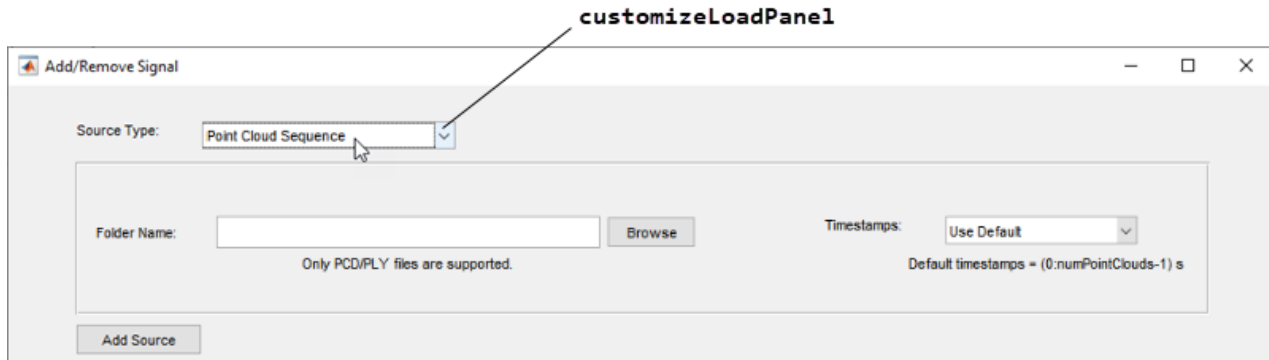 customizeLoadPanel
Add/Remove Signal
Source Type: Point Cloud Sequence
Folder Name: Browse Timestamps: Use Default
Only PCD/PLY files are supported. Default timestamps = (0:numPointClouds-1) s
Add Source